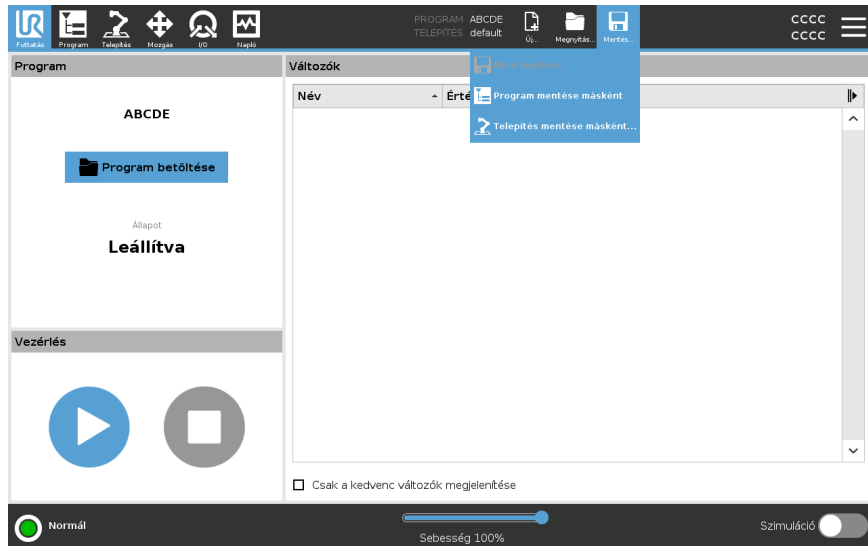 PROGRAM ABCDE
TELEPÍTÉS default
CCCC
CCCC
Futtatás Program Telepítés Mozgás I/O Napló
Új... Megnyitás... Mentés...
Program
Változók
Program mentése másként
Telepítés mentése másként...
Név
ABCDE
Program betöltése
Állapot
Leállítva
Vezérlés
Csak a kedvenc változók megjelenítése
Normál
Sebesség 100%
Szimuláció